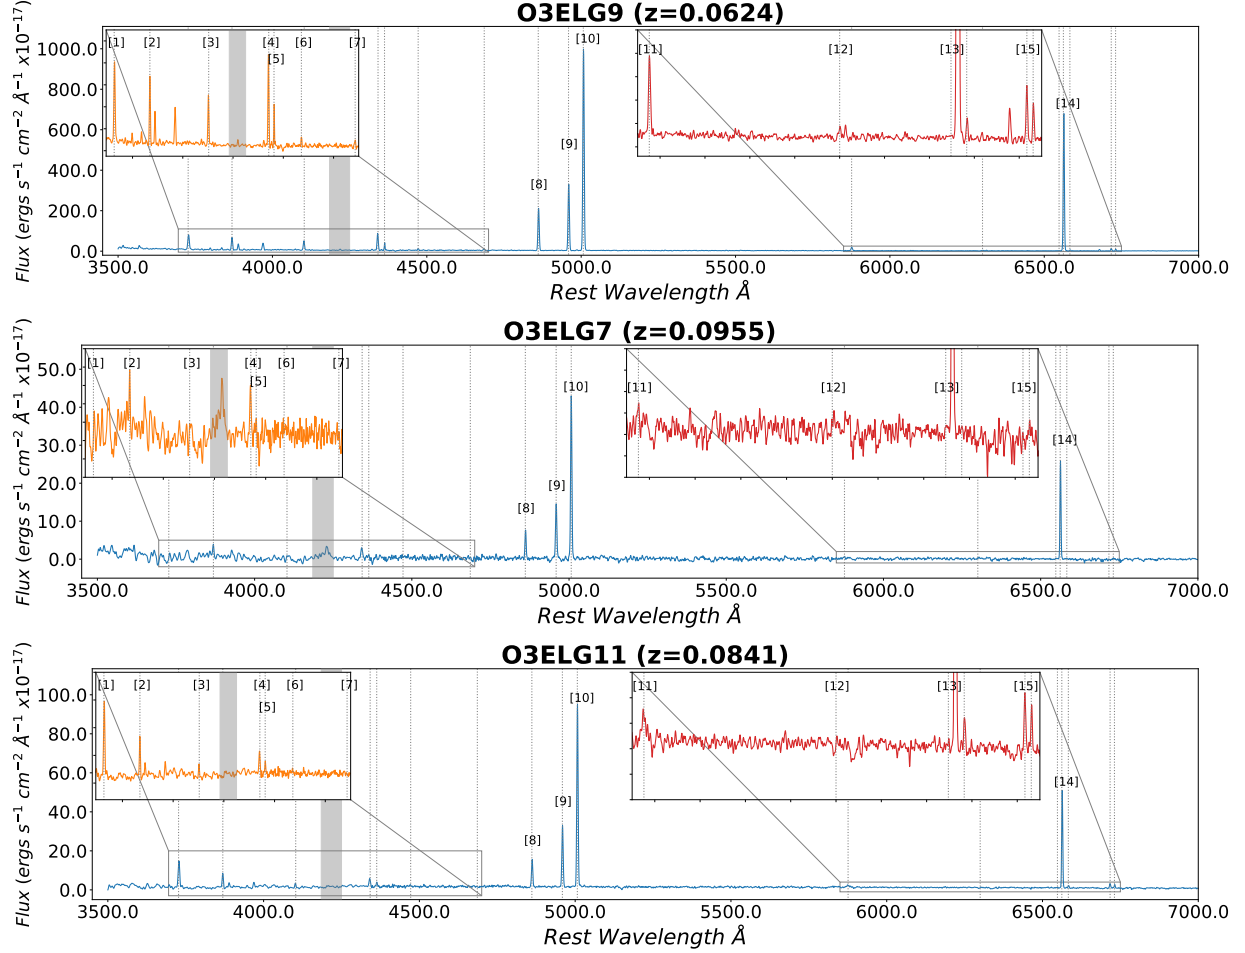 O3ELG9 (z=0.0624)
Flux (ergs s⁻¹ cm⁻² Å⁻¹ x10⁻¹⁷)
1000.0
800.0
600.0
400.0
200.0
0.0
[1] [2] [3] [4] [6] [7]
[5]
[8]
[9]
[10]
[11] [12] [13] [15]
[14]
3500.0 4000.0 4500.0 5000.0 5500.0 6000.0 6500.0 7000.0
Rest Wavelength Å
O3ELG7 (z=0.0955)
Flux (ergs s⁻¹ cm⁻² Å⁻¹ x10⁻¹⁷)
50.0
40.0
30.0
20.0
10.0
0.0
[1] [2] [3] [4] [6] [7]
[5]
[8]
[9]
[10]
[11] [12] [13] [15]
[14]
3500.0 4000.0 4500.0 5000.0 5500.0 6000.0 6500.0 7000.0
Rest Wavelength Å
O3ELG11 (z=0.0841)
Flux (ergs s⁻¹ cm⁻² Å⁻¹ x10⁻¹⁷)
100.0
80.0
60.0
40.0
20.0
0.0
[1] [2] [3] [4] [6] [7]
[5]
[8]
[9]
[10]
[11] [12] [13] [15]
[14]
3500.0 4000.0 4500.0 5000.0 5500.0 6000.0 6500.0 7000.0
Rest Wavelength Å